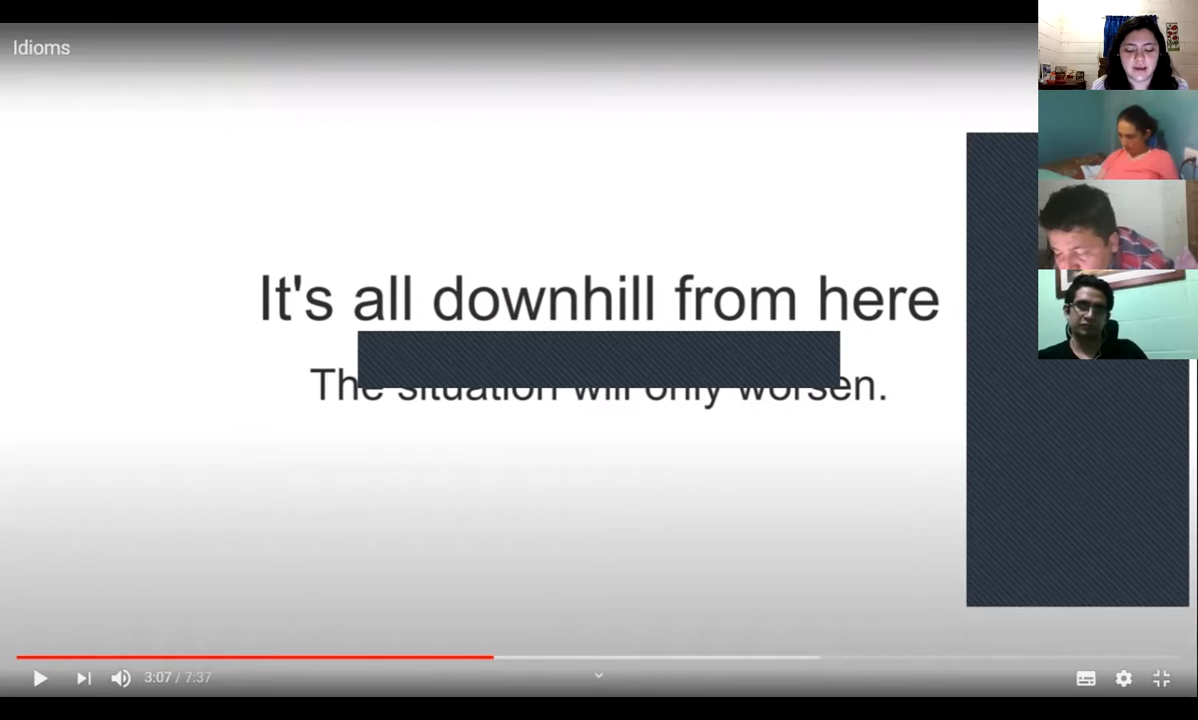 Idioms
It's all downhill from here
The situation will only worsen.
3:07 / 7:37